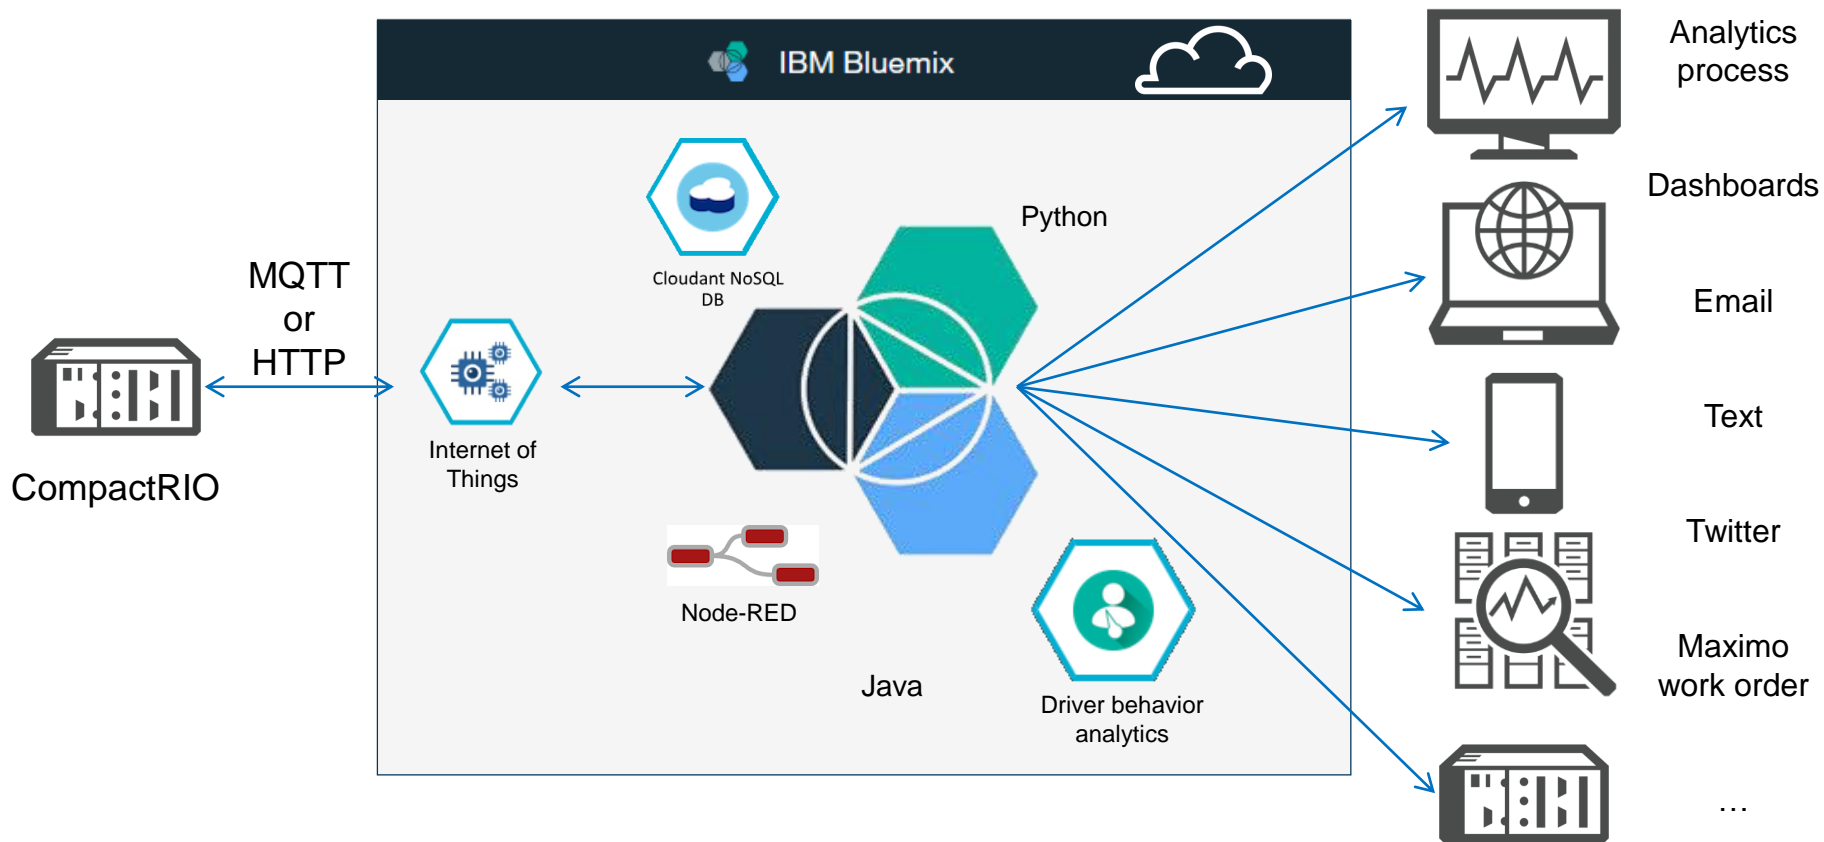 IBM Bluemix
Analytics
process
Dashboards
Python
MQTT
or
HTTP
Cloudant NoSQL
DB
Email
Text
Internet of
Things
CompactRIO
Twitter
Node-RED
Maximo
work order
Java
Driver behavior
analytics
…